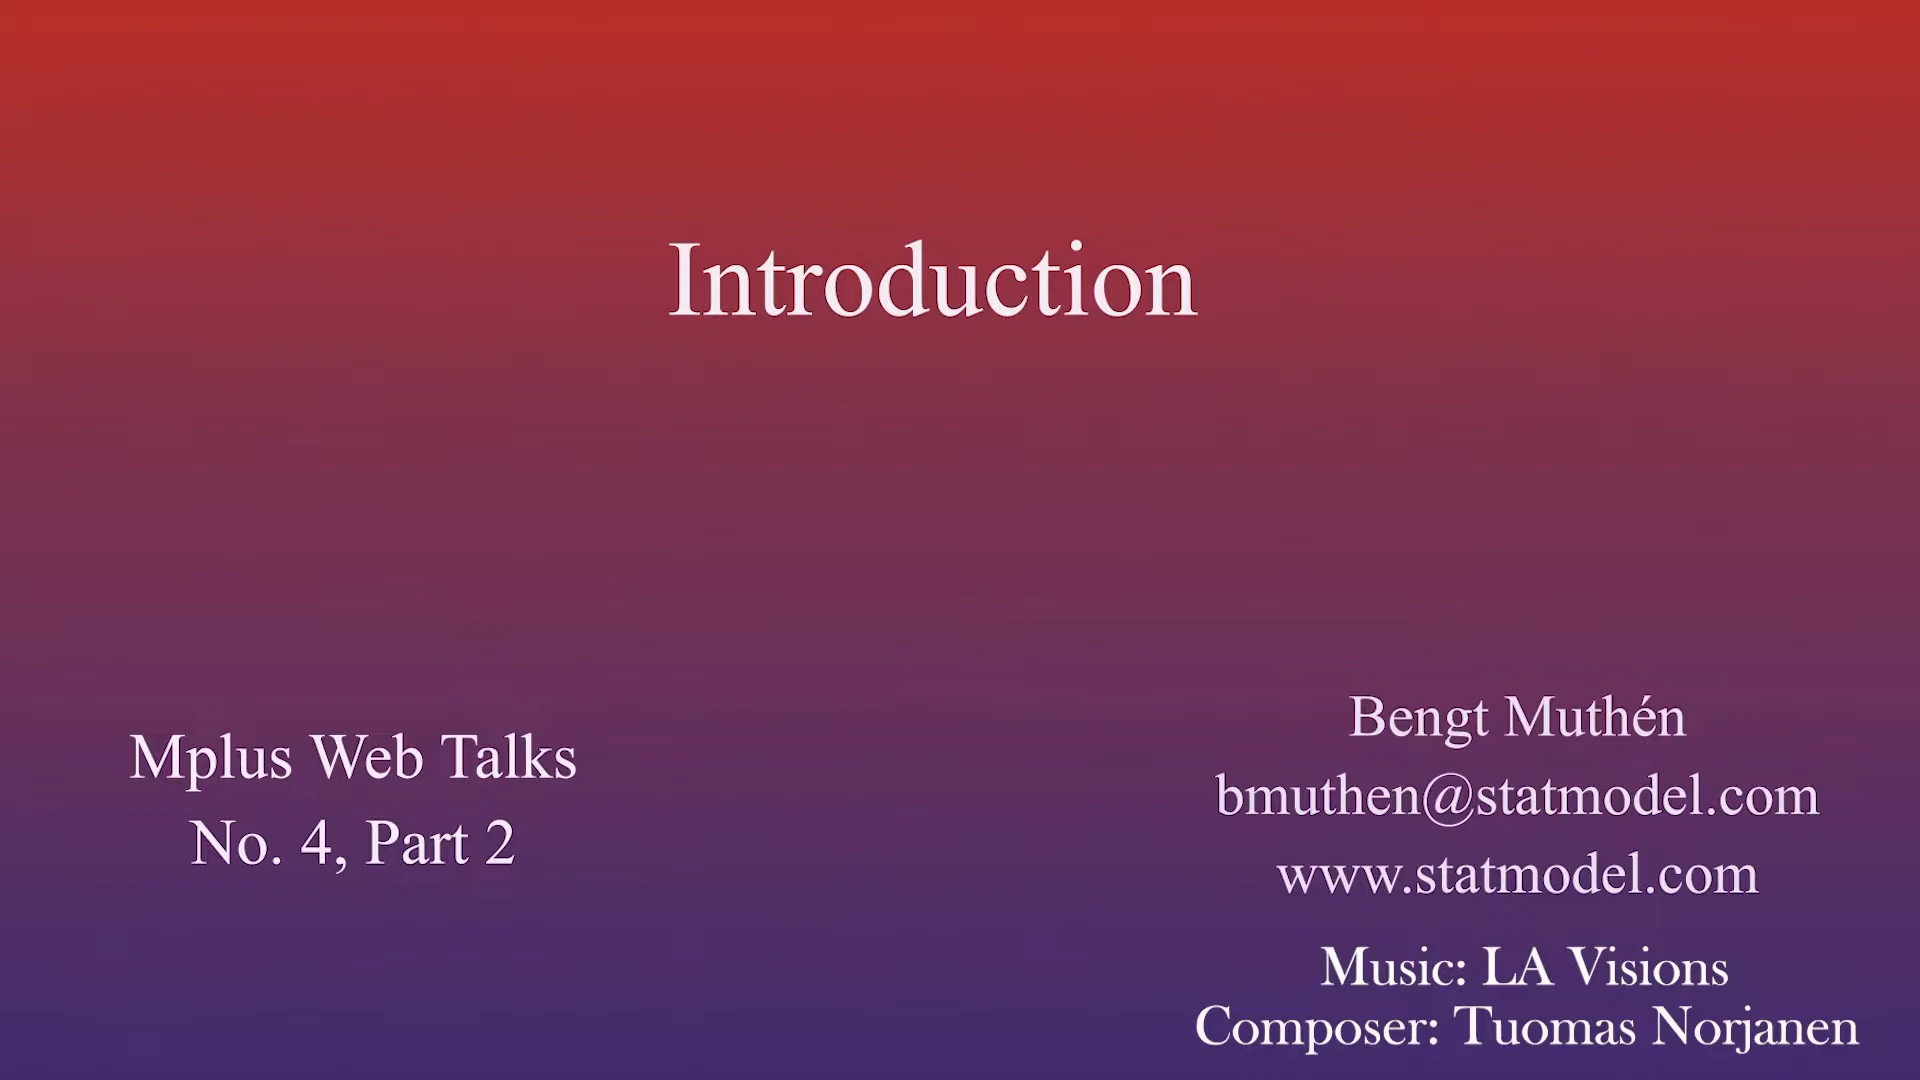 Introduction
Mplus Web Talks
No. 4, Part 2
Bengt Muthén
bmuthen@statmodel.com
www.statmodel.com
Music: LA Visions
Composer: Tuomas Norjanen